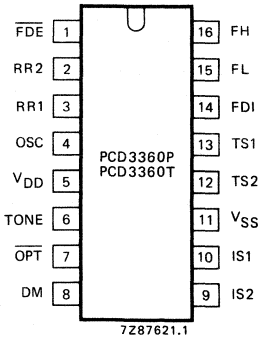 FDE 1 16 FH
RR2 2 15 FL
RR1 3 14 FDI
OSC 4 13 TS1
PCD3360P
PCD3360T
VDD 5 12 TS2
TONE 6 11 VSS
OPT 7 10 IS1
DM 8 9 IS2
7Z87621.1